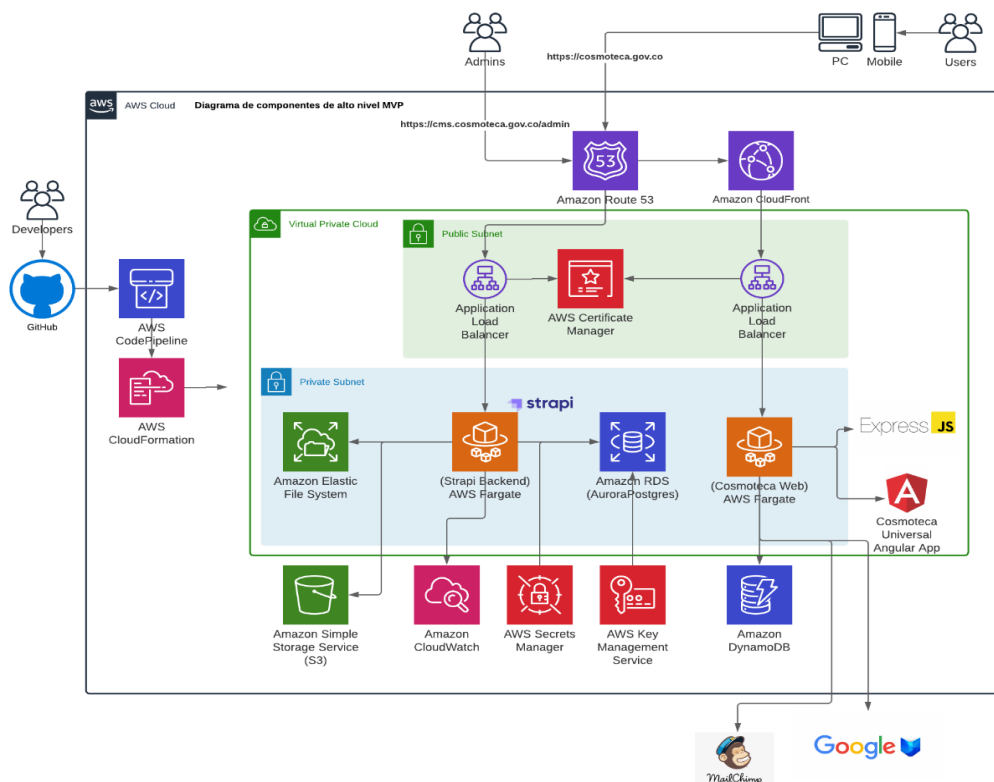 Admins
PC
Mobile
Users
https://cosmoteca.gov.co
aws
AWS Cloud
Diagrama de componentes de alto nivel MVP
https://cms.cosmoteca.gov.co/admin
53
Amazon Route 53
Amazon CloudFront
Developers
GitHub
AWS
CodePipeline
AWS
CloudFormation
Virtual Private Cloud
Public Subnet
Application
Load
Balancer
AWS Certificate
Manager
Application
Load
Balancer
Private Subnet
strapi
Amazon Elastic
File System
(Strapi Backend)
AWS Fargate
Amazon RDS
(AuroraPostgres)
(Cosmoteca Web)
AWS Fargate
Express JS
A
Cosmoteca
Universal
Angular App
Amazon Simple
Storage Service
(S3)
Amazon
CloudWatch
AWS Secrets
Manager
AWS Key
Management
Service
Amazon
DynamoDB
MailChimp
Google